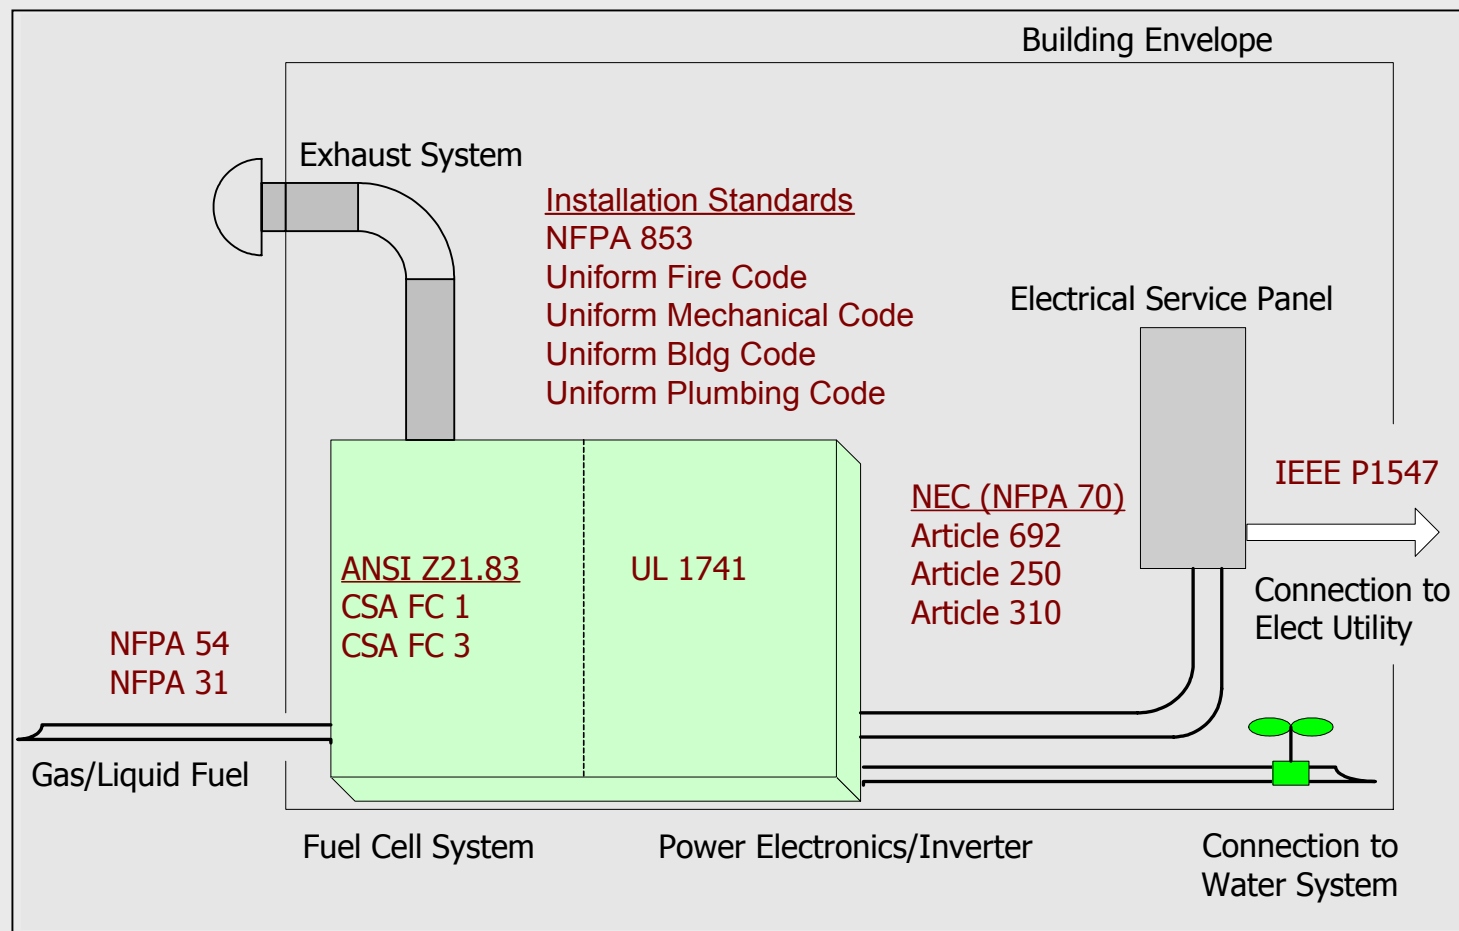 Building Envelope
Exhaust System
Installation Standards
NFPA 853
Uniform Fire Code
Uniform Mechanical Code
Uniform Bldg Code
Uniform Plumbing Code
Electrical Service Panel
IEEE P1547
NEC (NFPA 70)
Article 692
Article 250
Article 310
ANSI Z21.83
CSA FC 1
CSA FC 3
UL 1741
Connection to
Elect Utility
NFPA 54
NFPA 31
Gas/Liquid Fuel
Fuel Cell System
Power Electronics/Inverter
Connection to
Water System